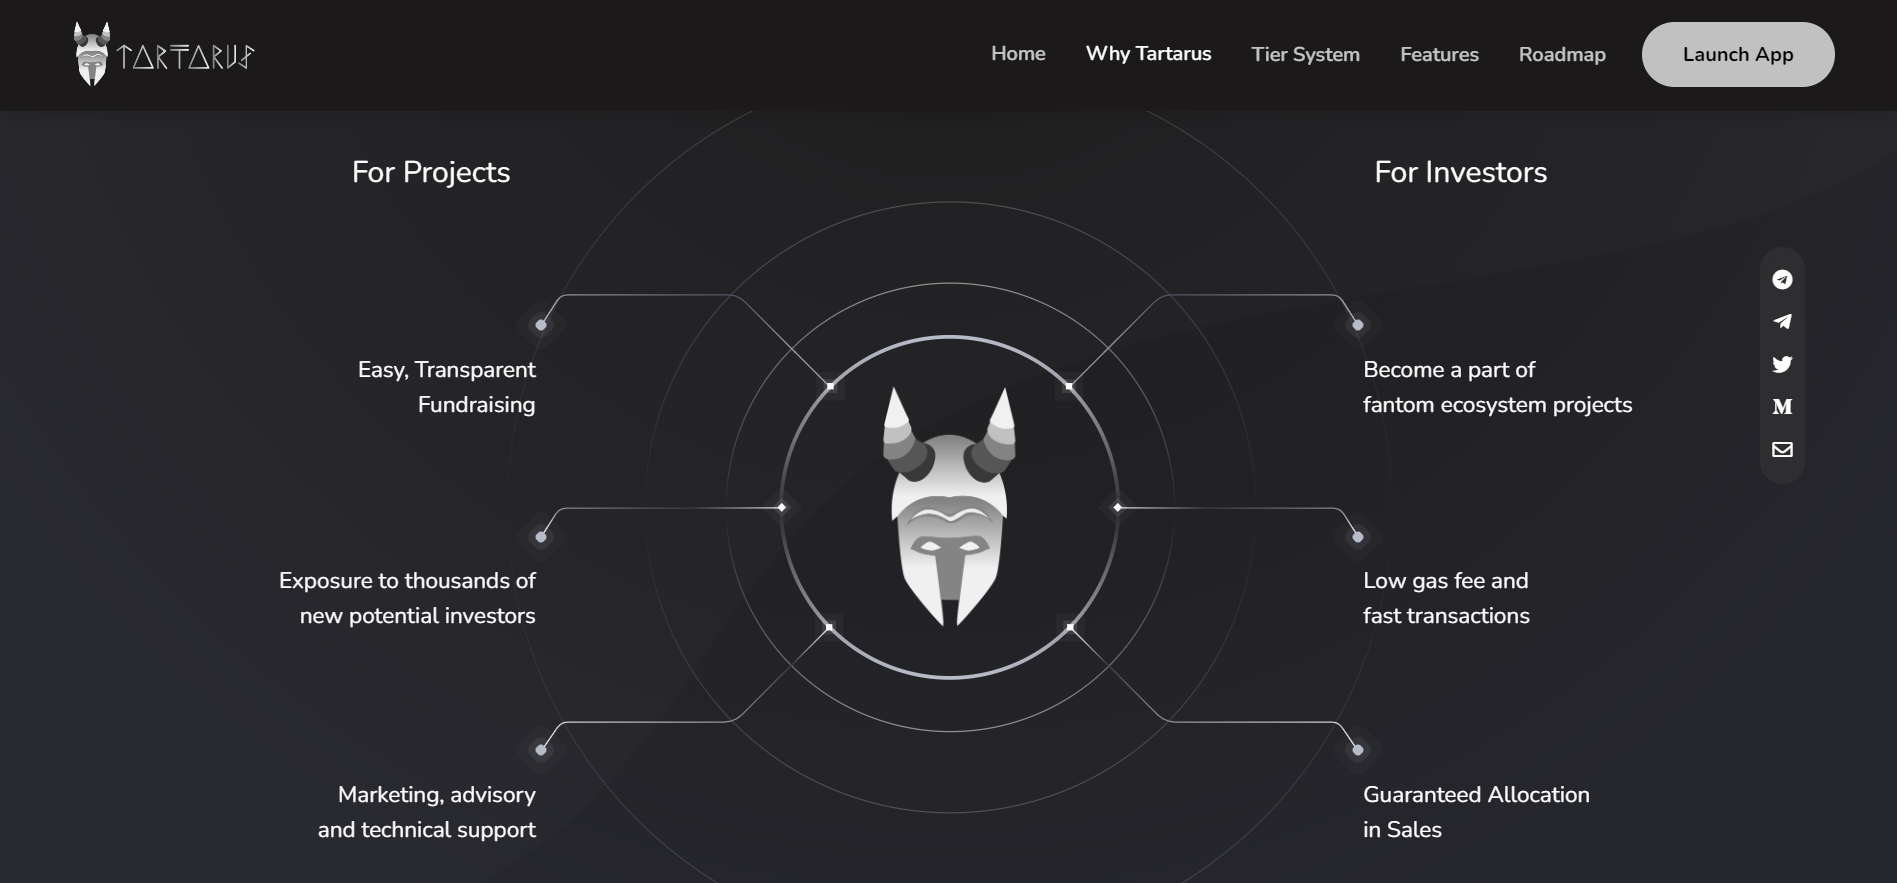 TARTARUS
Home
Why Tartarus
Tier System
Features
Roadmap
Launch App
For Projects
For Investors
Easy, Transparent
Fundraising
Become a part of
fantom ecosystem projects
Exposure to thousands of
new potential investors
Low gas fee and
fast transactions
Marketing, advisory
and technical support
Guaranteed Allocation
in Sales